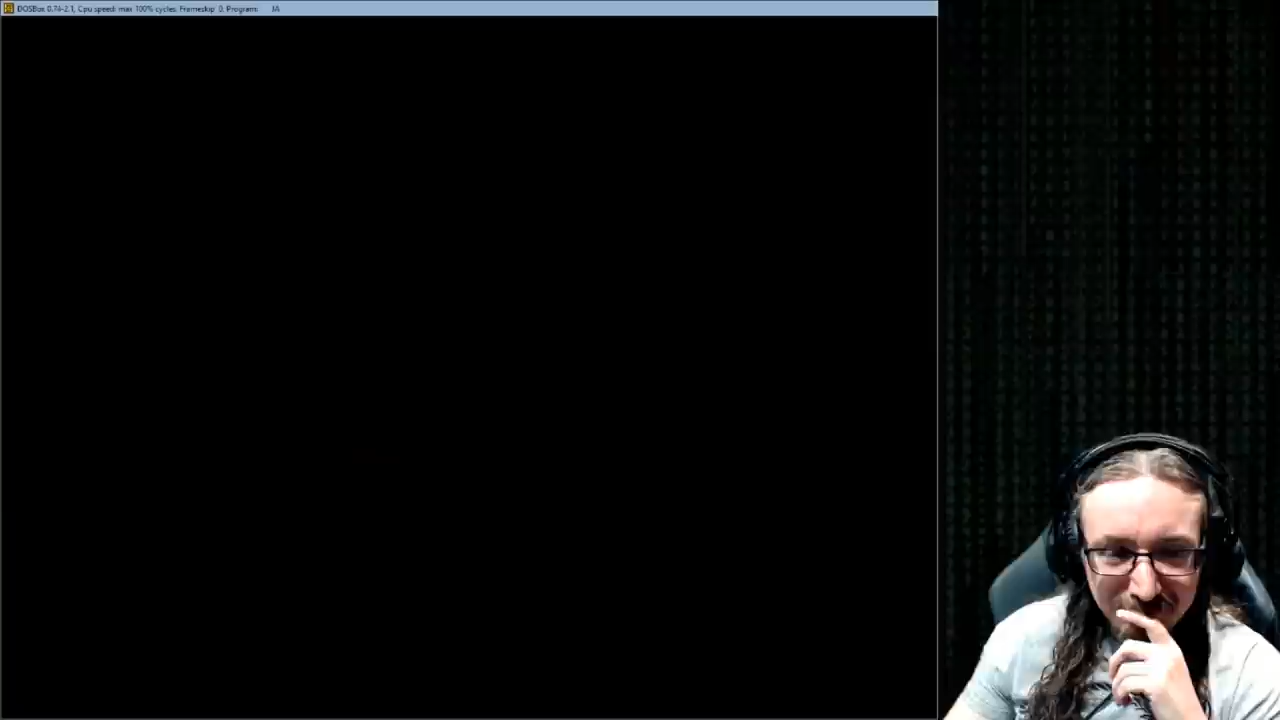 DOSBox 0.74-2.1, Cpu speed: max 100% cycles, Frameskip 0, Program: JA